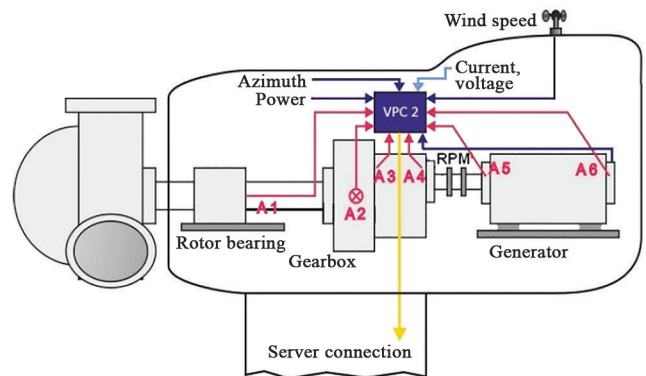 Wind speed
Azimuth
Current,
Power
voltage
VPC 2
RPM
A3
A4
A5
A6
A1
A2
Rotor bearing
Gearbox
Generator
Server connection